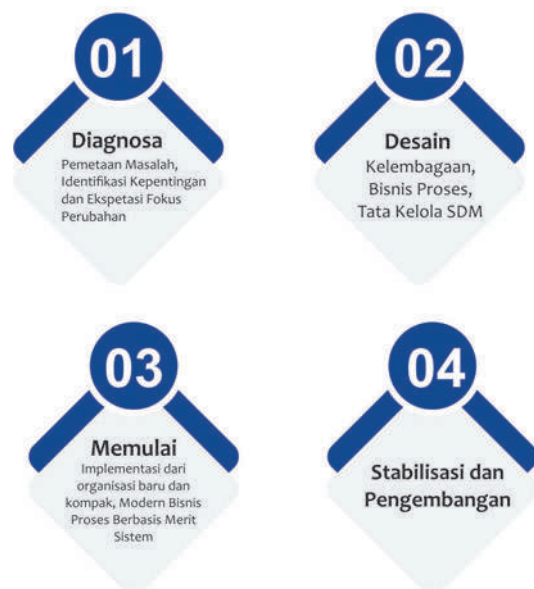 01
Diagnosa
Pemetaan Masalah,
Identifikasi Kepentingan
dan Ekspetasi Fokus
Perubahan
02
Desain
Kelembagaan,
Bisnis Proses,
Tata Kelola SDM
03
Memulai
Implementasi dari
organisasi baru dan
kompak, Modern Bisnis
Proses Berbasis Merit
Sistem
04
Stabilisasi dan
Pengembangan